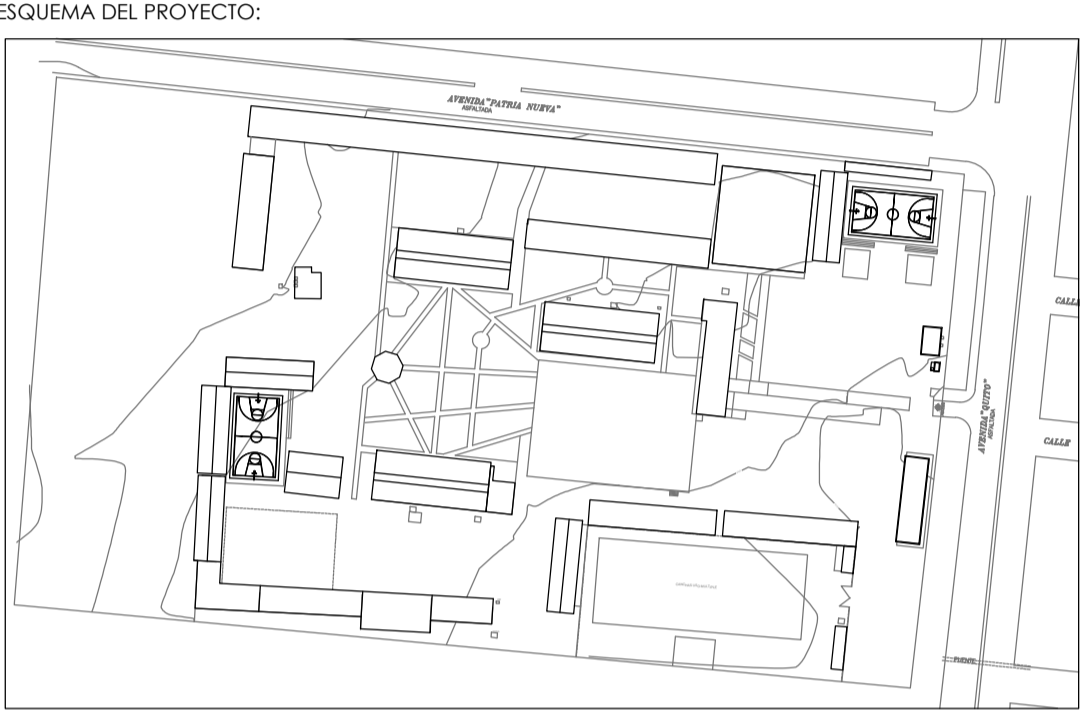 ESQUEMA DEL PROYECTO:
AVENIDA "PATRIA NUEVA"
ASFALTADA
CALLE
AVENIDA "QUITO"
ASFALTADA
CALLE
PUENTE